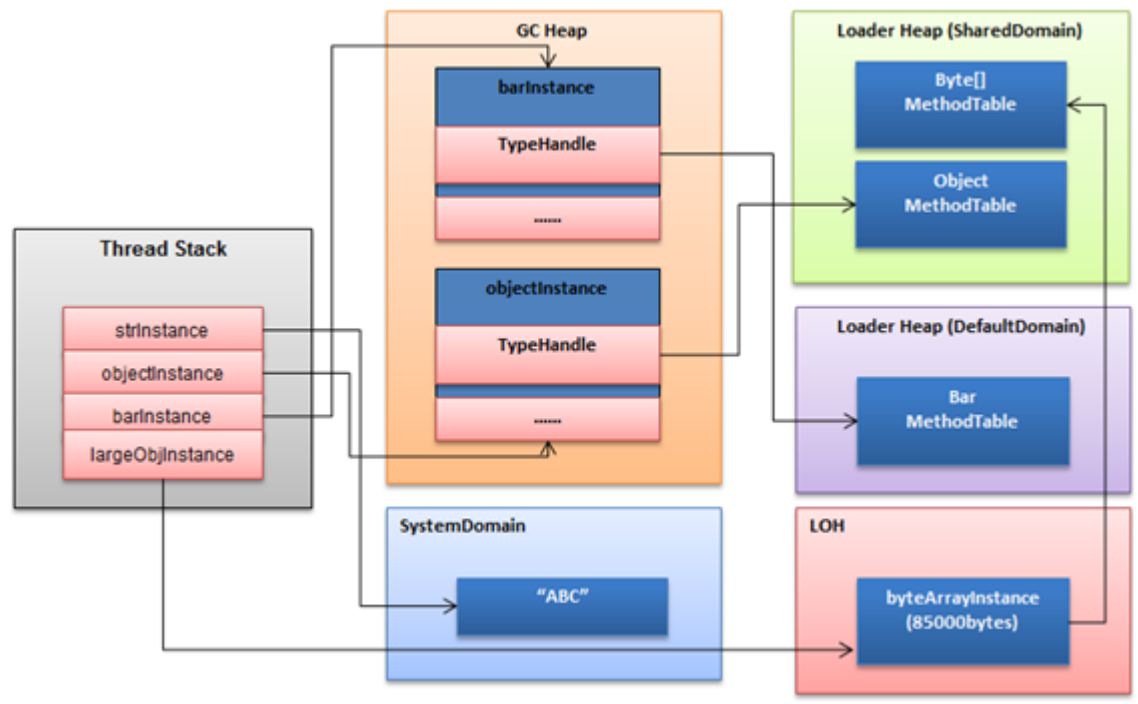 Thread Stack
strInstance
objectInstance
barInstance
largeObjInstance
GC Heap
barInstance
TypeHandle
......
objectInstance
TypeHandle
......
SystemDomain
“ABC”
Loader Heap (SharedDomain)
Byte[]
MethodTable
Object
MethodTable
Loader Heap (DefaultDomain)
Bar
MethodTable
LOH
byteArrayInstance
(85000bytes)